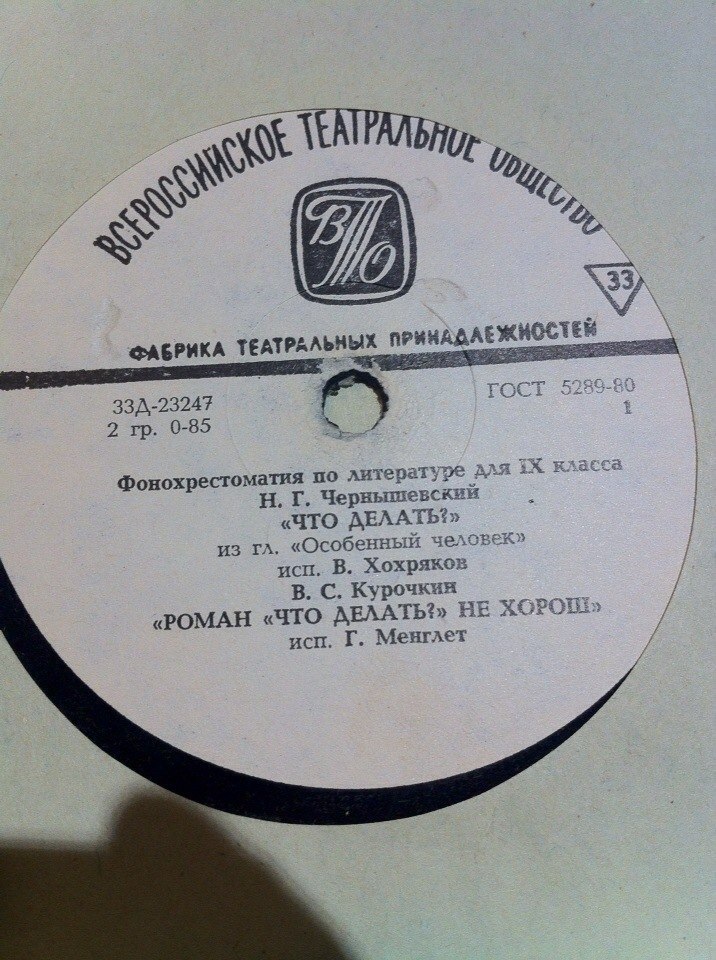 ВСЕРОССИЙСКОЕ ТЕАТРАЛЬНОЕ ОБЩЕСТВО
ВТО
33
ФАБРИКА ТЕАТРАЛЬНЫХ ПРИНАДЛЕЖНОСТЕЙ
33Д-23247
2 гр. 0-85
ГОСТ 5289-80
1
Фонохрестоматия по литературе для IX класса
Н. Г. Чернышевский
«ЧТО ДЕЛАТЬ?»
из гл. «Особенный человек»
исп. В. Хохряков
В. С. Курочкин
«РОМАН «ЧТО ДЕЛАТЬ?» НЕ ХОРОШ»
исп. Г. Менглет